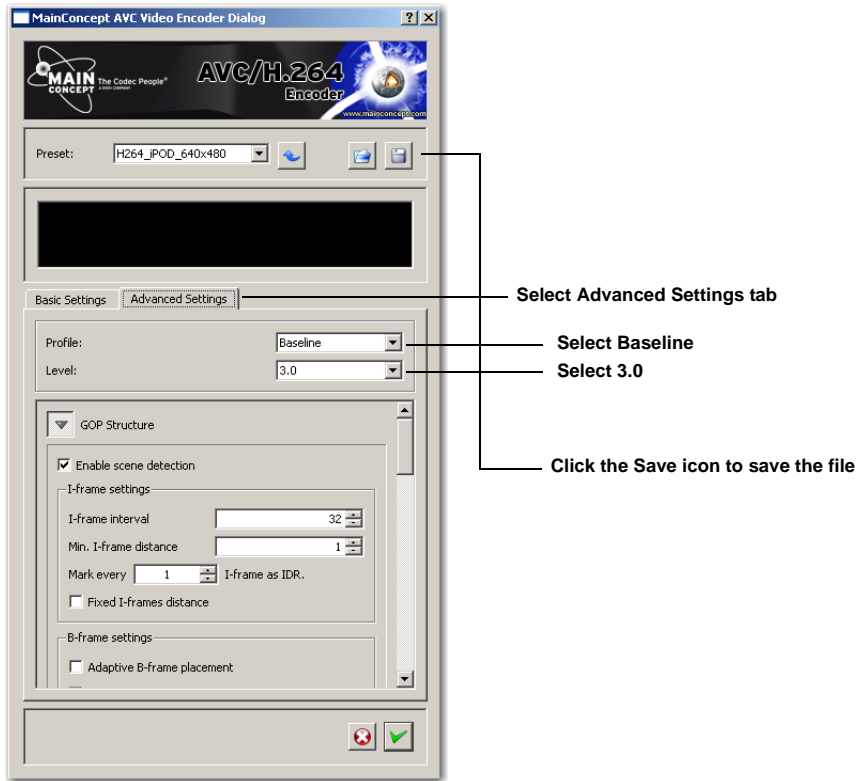 MainConcept AVC Video Encoder Dialog
MAIN
CONCEPT
The Codec People
AVC/H.264
Encoder
www.mainconcept.com
Preset: H264_iPOD_640x480
Basic Settings Advanced Settings
Select Advanced Settings tab
Profile: Baseline
Select Baseline
Level: 3.0
Select 3.0
GOP Structure
Click the Save icon to save the file
Enable scene detection
I-frame settings
I-frame interval 32
Min. I-frame distance 1
Mark every 1 I-frame as IDR.
Fixed I-frames distance
B-frame settings
Adaptive B-frame placement